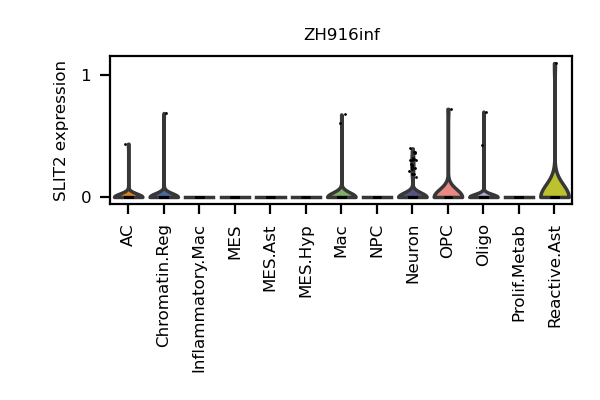 ZH916inf
SLIT2 expression
1
0
AC
Chromatin.Reg
Inflammatory.Mac
MES
MES.Ast
MES.Hyp
Mac
NPC
Neuron
OPC
Oligo
Prolif.Metab
Reactive.Ast